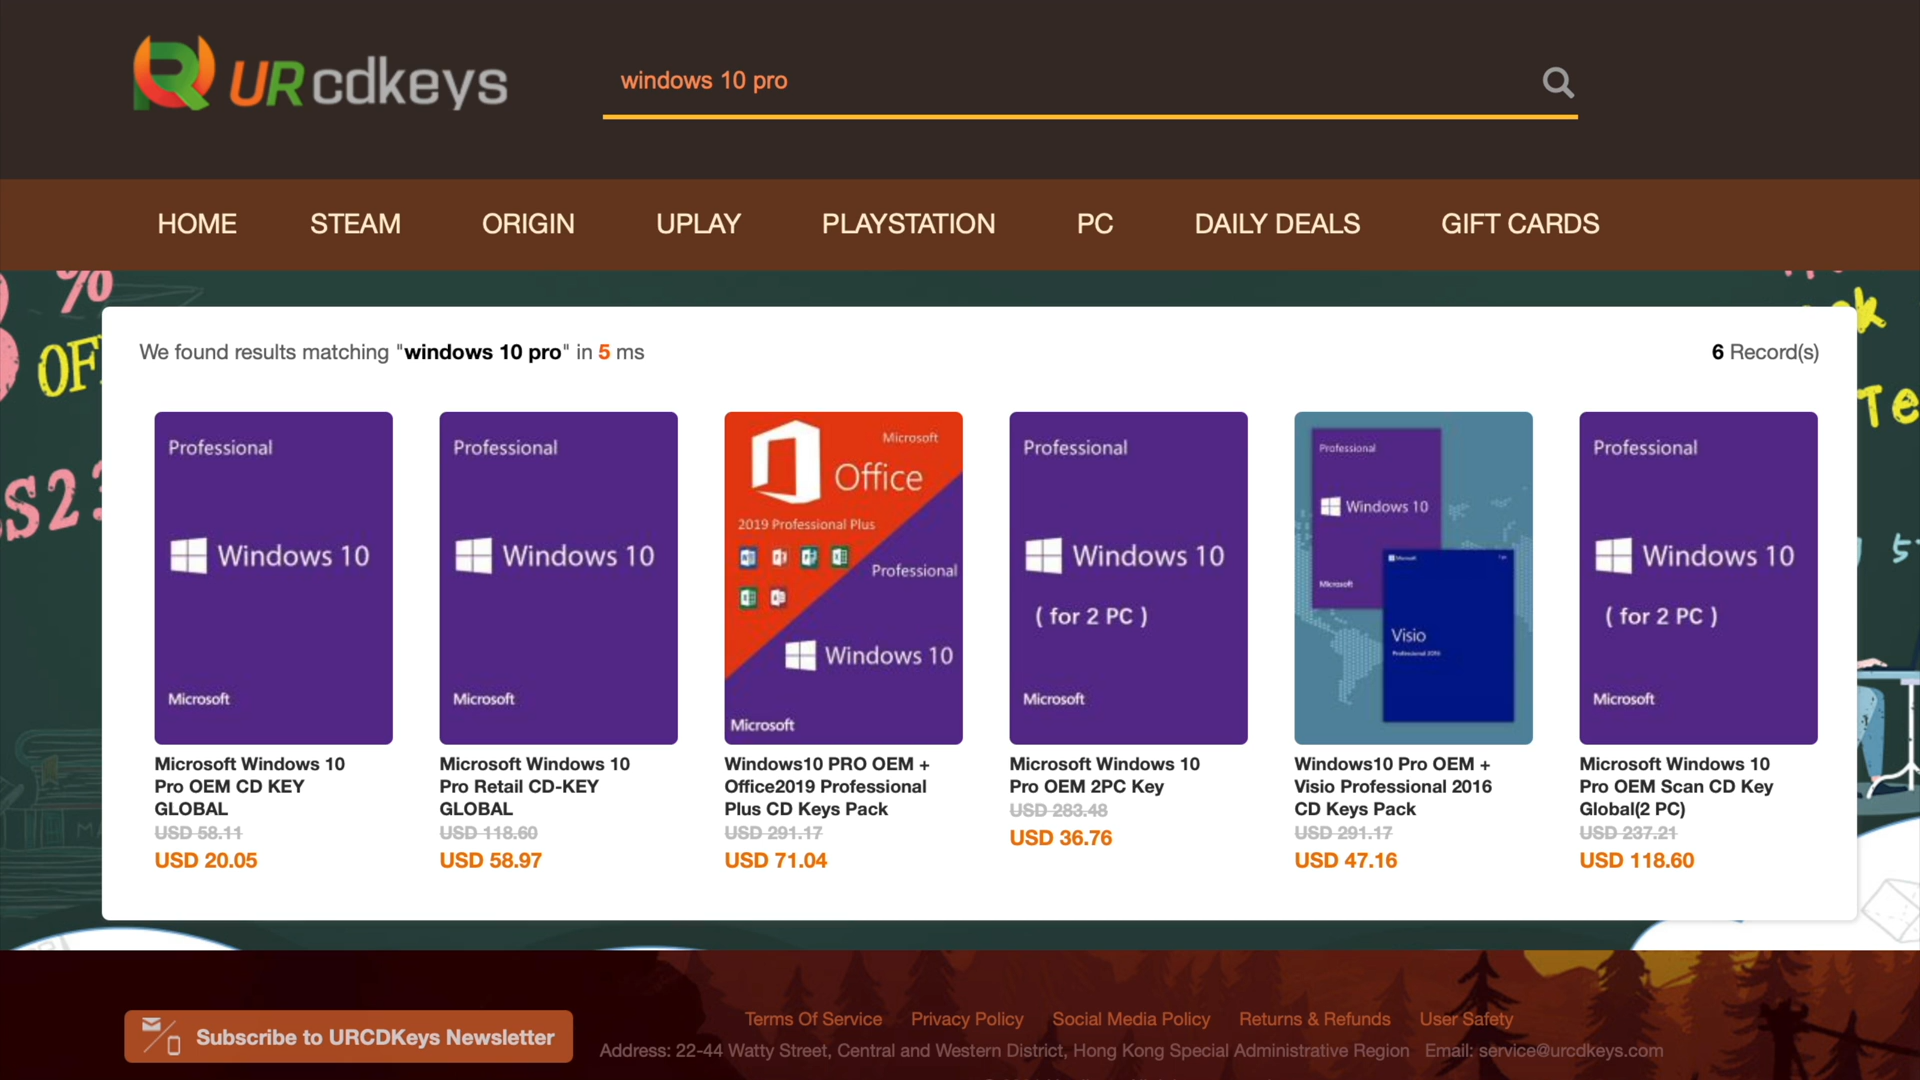 URcdkeys
windows 10 pro
HOME STEAM ORIGIN UPLAY PLAYSTATION PC DAILY DEALS GIFT CARDS
%
OF
S2
ck
Te
We found results matching "windows 10 pro" in 5 ms
6 Record(s)
Professional
Windows 10
Microsoft
Microsoft Windows 10
Pro OEM CD KEY
GLOBAL
USD 58.11
USD 20.05
Professional
Windows 10
Microsoft
Microsoft Windows 10
Pro Retail CD-KEY
GLOBAL
USD 118.60
USD 58.97
Microsoft
Office
2019 Professional Plus
Professional
Windows 10
Microsoft
Windows10 PRO OEM +
Office2019 Professional
Plus CD Keys Pack
USD 291.17
USD 71.04
Professional
Windows 10
( for 2 PC )
Microsoft
Microsoft Windows 10
Pro OEM 2PC Key
USD 283.48
USD 36.76
Professional
Windows 10
Microsoft
Microsoft
Visio
Professional 2016
Windows10 Pro OEM +
Visio Professional 2016
CD Keys Pack
USD 291.17
USD 47.16
Professional
Windows 10
( for 2 PC )
Microsoft
Microsoft Windows 10
Pro OEM Scan CD Key
Global(2 PC)
USD 237.21
USD 118.60
Subscribe to URCDKeys Newsletter
Terms Of Service Privacy Policy Social Media Policy Returns & Refunds User Safety
Address: 22-44 Watty Street, Central and Western District, Hong Kong Special Administrative Region Email: service@urcdkeys.com